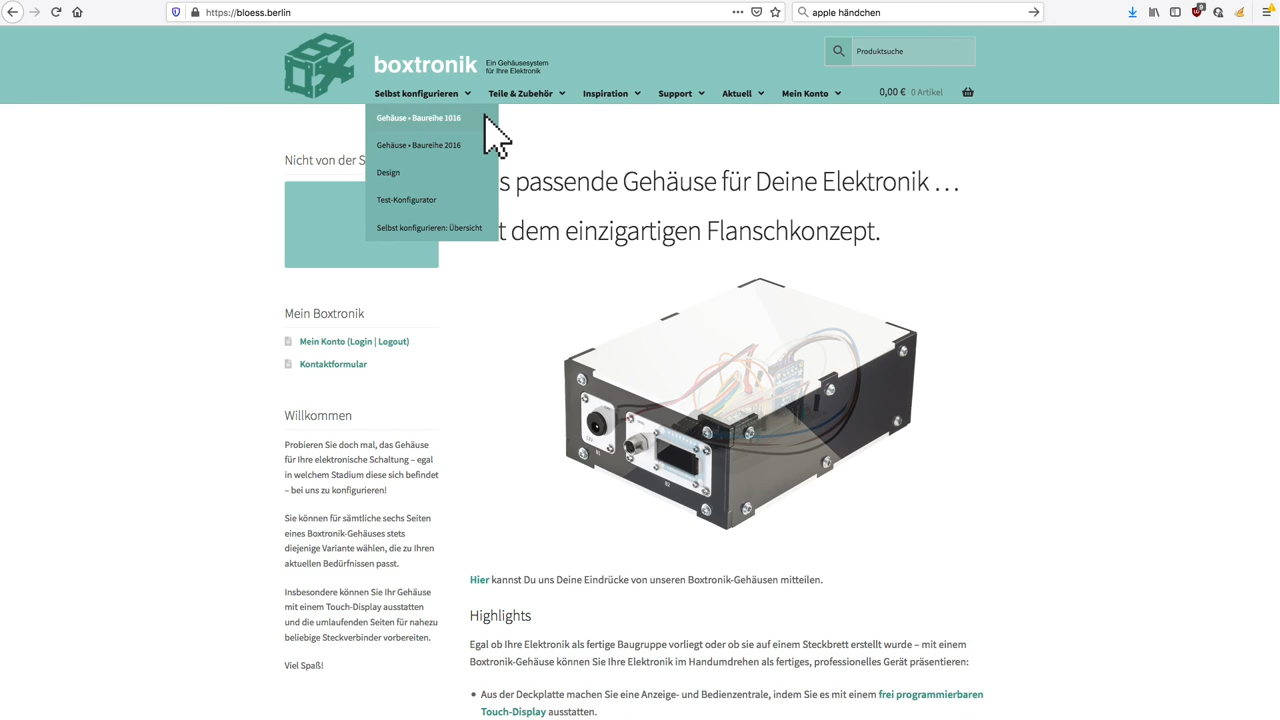 https://bloess.berlin
apple händchen
boxtronik
Ein Gehäusesystem
für Ihre Elektronik
Produktsuche
Selbst konfigurieren
Teile & Zubehör
Inspiration
Support
Aktuell
Mein Konto
0,00 € 0 Artikel
Gehäuse • Baureihe 1016
Gehäuse • Baureihe 2016
Design
Test-Konfigurator
Selbst konfigurieren: Übersicht
Nicht von der S
Mein Boxtronik
Mein Konto (Login | Logout)
Kontaktformular
Willkommen
Probieren Sie doch mal, das Gehäuse
für Ihre elektronische Schaltung – egal
in welchem Stadium diese sich befindet
– bei uns zu konfigurieren!
Sie können für sämtliche sechs Seiten
eines Boxtronik-Gehäuses stets
diejenige Variante wählen, die zu Ihren
aktuellen Bedürfnissen passt.
Insbesondere können Sie Ihr Gehäuse
mit einem Touch-Display ausstatten
und die umlaufenden Seiten für nahezu
beliebige Steckverbinder vorbereiten.
Viel Spaß!
s passende Gehäuse für Deine Elektronik …
t dem einzigartigen Flanschkonzept.
Hier kannst Du uns Deine Eindrücke von unseren Boxtronik-Gehäusen mitteilen.
Highlights
Egal ob Ihre Elektronik als fertige Baugruppe vorliegt oder ob sie auf einem Steckbrett erstellt wurde – mit einem
Boxtronik-Gehäuse können Sie Ihre Elektronik im Handumdrehen als fertiges, professionelles Gerät präsentieren:
• Aus der Deckplatte machen Sie eine Anzeige- und Bedienzentrale, indem Sie es mit einem frei programmierbaren
Touch-Display ausstatten.